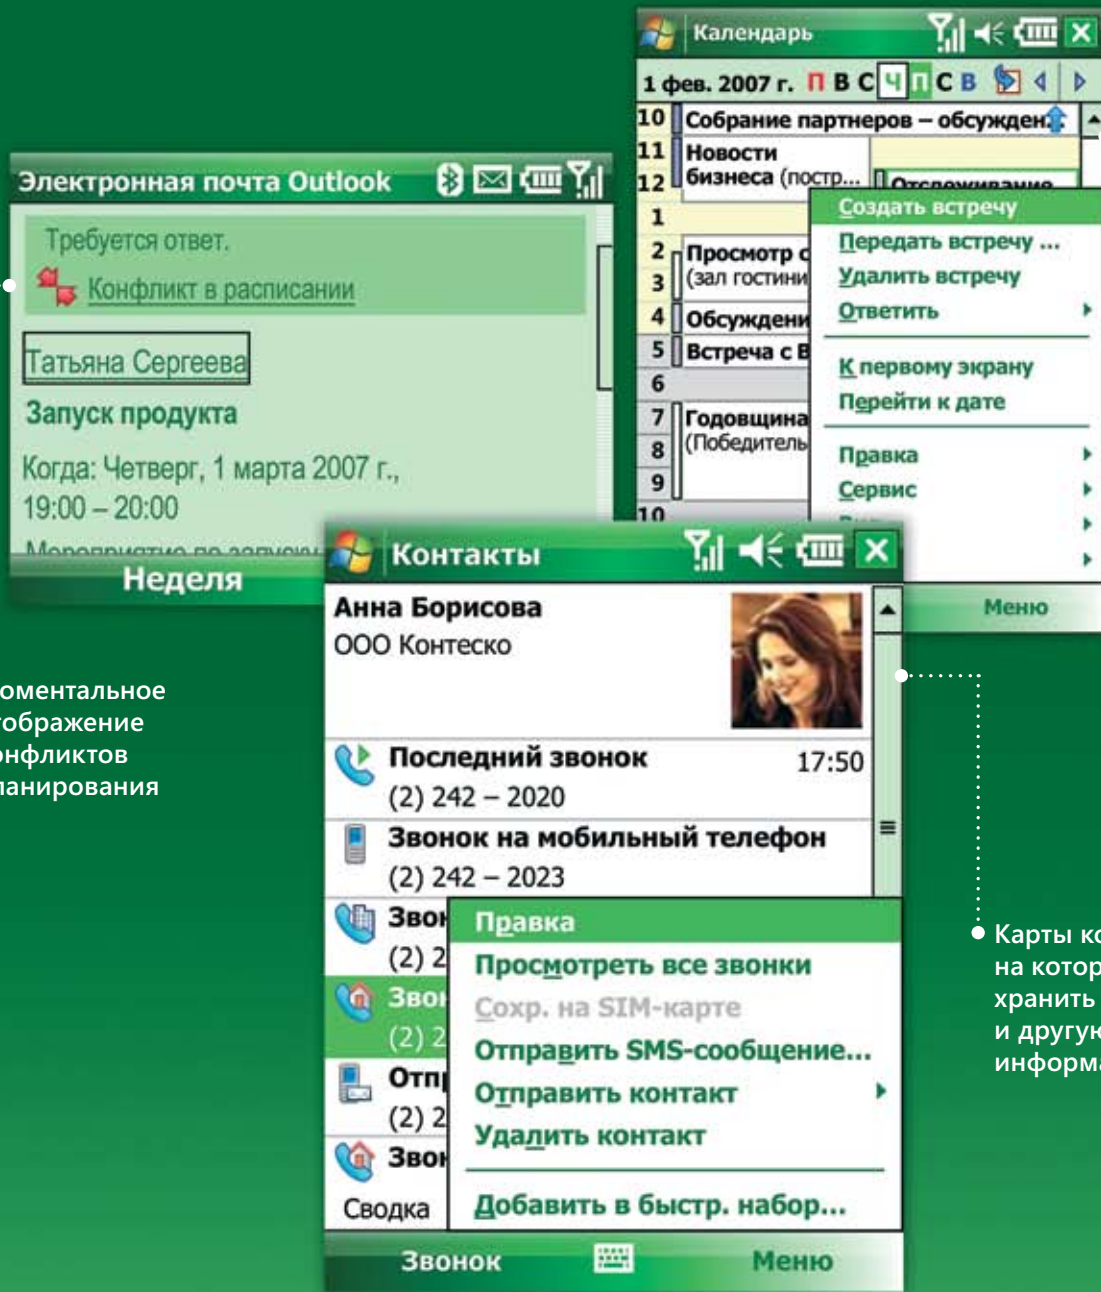 Электронная почта Outlook
Требуется ответ.
Конфликт в расписании
Татьяна Сергеева
Запуск продукта
Когда: Четверг, 1 марта 2007 г.,
19:00 – 20:00
Мероприятие по запуску
Неделя
Календарь
1 фев. 2007 г. П В С Ч П С В
10 Собрание партнеров – обсужден...
11 Новости
12 бизнеса (постр...
Отслеживание
1
2 Просмотр с
3 (зал гостини
4 Обсуждени
5 Встреча с В
6
7 Годовщина
8 (Победитель
9
10
Создать встречу
Передать встречу ...
Удалить встречу
Ответить
К первому экрану
Перейти к дате
Правка
Сервис
Меню
Контакты
Анна Борисова
ООО Контеско
Последний звонок 17:50
(2) 242 – 2020
Звонок на мобильный телефон
(2) 242 – 2023
Звон
(2) 2
Звон
(2) 2
Отп
(2) 2
Звон
Сводка
Правка
Просмотреть все звонки
Сохр. на SIM-карте
Отправить SMS-сообщение...
Отправить контакт
Удалить контакт
Добавить в быстр. набор...
Звонок Меню
оментальное
тображение
онфликтов
ланирования
Карты ко
на котор
хранить
и другую
информа